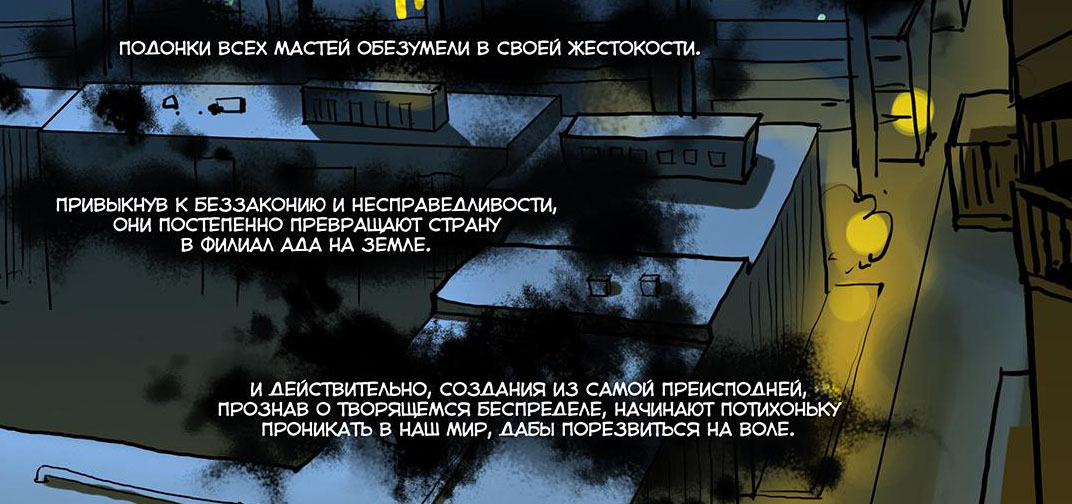 ПОДОНКИ ВСЕХ МАСТЕЙ ОБЕЗУМЕЛИ В СВОЕЙ ЖЕСТОКОСТИ.
ПРИВЫКНУВ К БЕЗЗАКОНИЮ И НЕСПРАВЕДЛИВОСТИ,
ОНИ ПОСТЕПЕННО ПРЕВРАЩАЮТ СТРАНУ
В ФИЛИАЛ АДА НА ЗЕМЛЕ.
И ДЕЙСТВИТЕЛЬНО, СОЗДАНИЯ ИЗ САМОЙ ПРЕИСПОДНЕЙ,
ПРОЗНАВ О ТВОРЯЩЕМСЯ БЕСПРЕДЕЛЕ, НАЧИНАЮТ ПОТИХОНЬКУ
ПРОНИКАТЬ В НАШ МИР, ДАБЫ ПОРЕЗВИТЬСЯ НА ВОЛЕ.